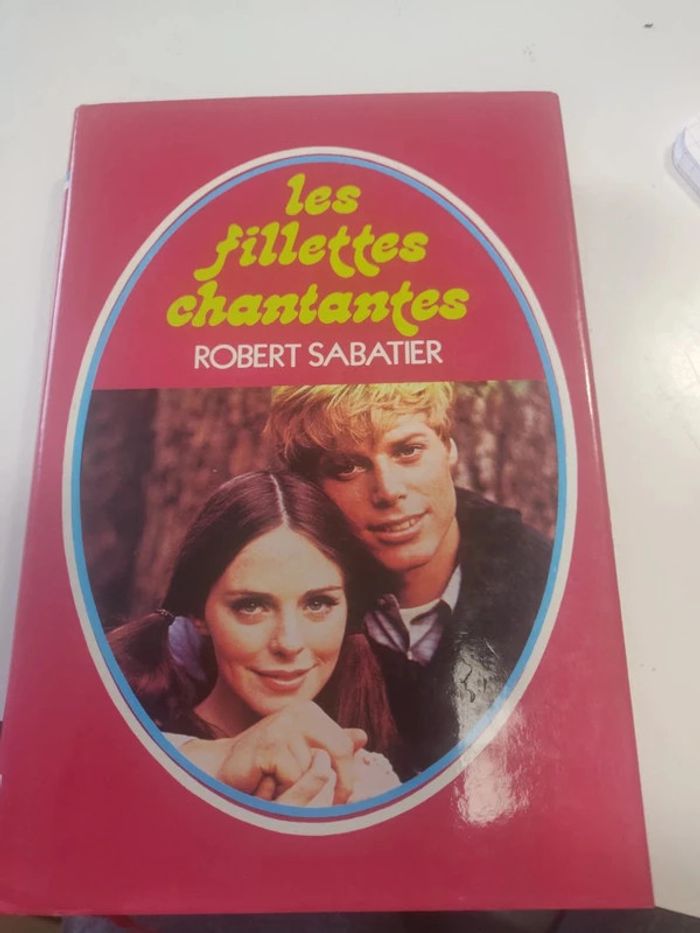 les
fillettes
chantantes
ROBERT SABATIER